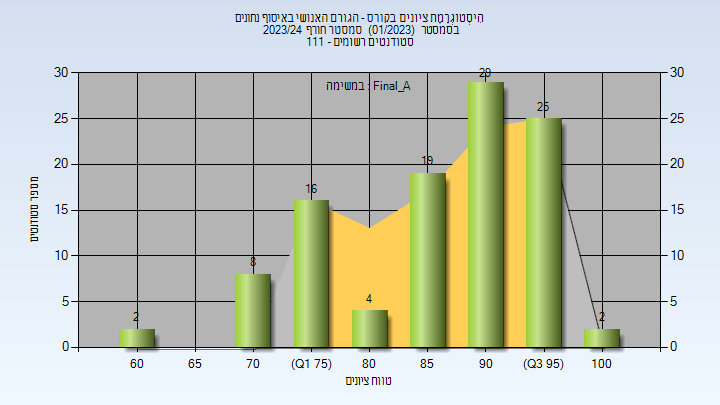 היסטוגרמת ציונים בקורס - הגורם האנושי באיסוף נתונים
בסמסטר (01/2023) סמסטר חורף 2023/24
סטודנטים רשומים - 111
במשימה : Final_A
מספר סטודנטים
30 30
25 25
20 20
15 15
10 10
5 5
0 0
2 8 16 4 19 29 25 2
60 65 70 (Q1 75) 80 85 90 (Q3 95) 100
טווח ציונים